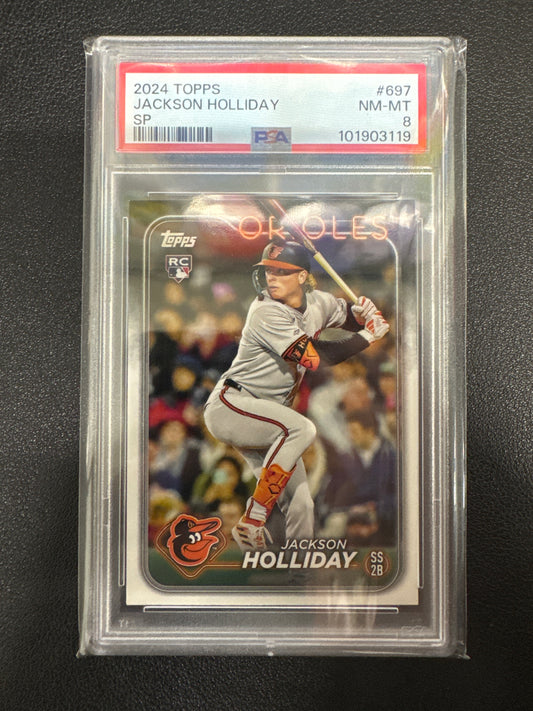 2024 TOPPS #697
JACKSON HOLLIDAY NM-MT
SP 8
PSA 101903119
ORIOLES
Topps
RC
JACKSON
HOLLIDAY
SS
2B